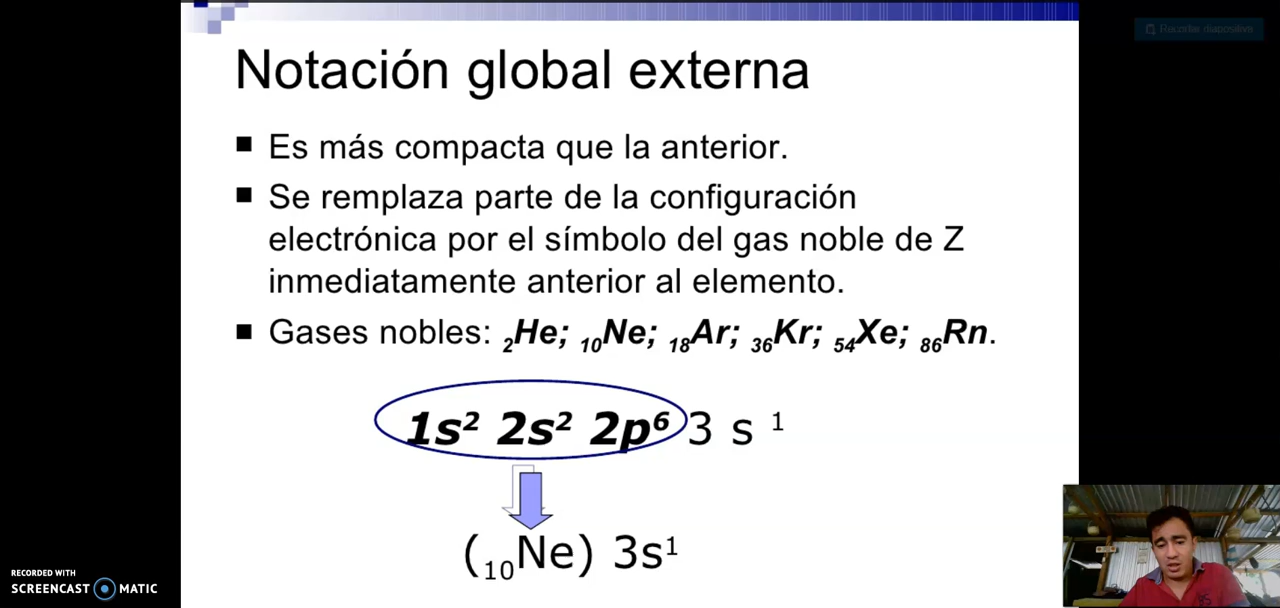 Recordar diapositiva
Notación global externa
■ Es más compacta que la anterior.
■ Se remplaza parte de la configuración
electrónica por el símbolo del gas noble de Z
inmediatamente anterior al elemento.
■ Gases nobles: ₂He; ₁₀Ne; ₁₈Ar; ₃₆Kr; ₅₄Xe; ₈₆Rn.
1s² 2s² 2p⁶ 3 s ¹
(₁₀Ne) 3s¹
RECORDED WITH
SCREENCAST MATIC